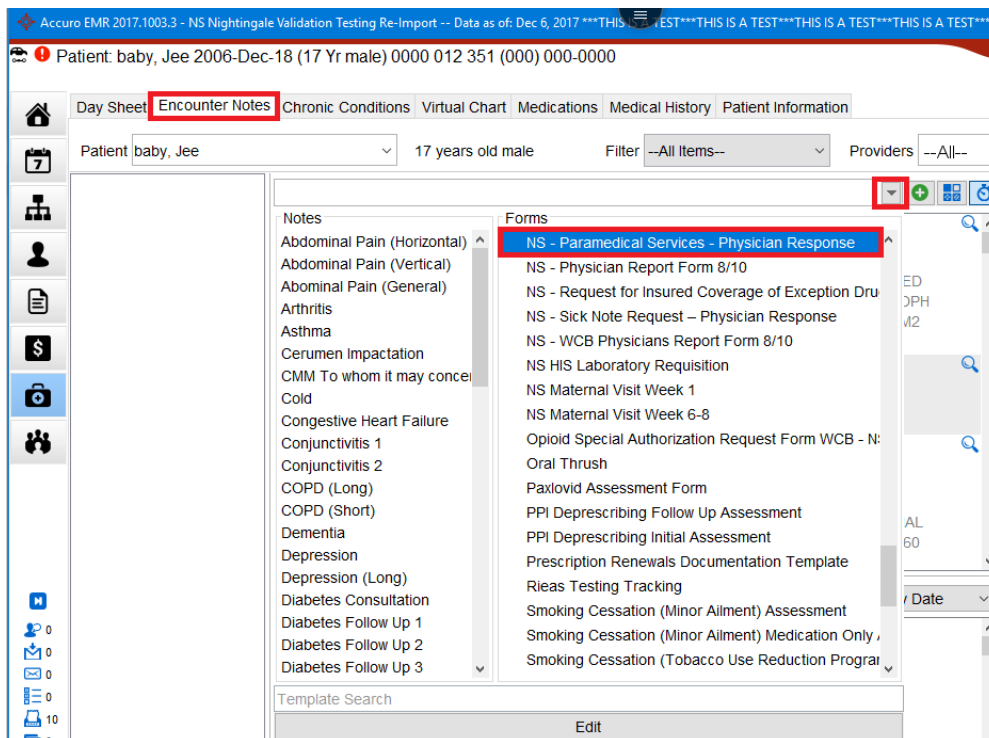 Accuro EMR 2017.1003.3 - NS Nightingale Validation Testing Re-Import -- Data as of: Dec 6, 2017 ***THIS IS A TEST***THIS IS A TEST***THIS IS A TEST***THIS IS A TEST***
Patient: baby, Jee 2006-Dec-18 (17 Yr male) 0000 012 351 (000) 000-0000
Day Sheet Encounter Notes Chronic Conditions Virtual Chart Medications Medical History Patient Information
Patient baby, Jee 17 years old male Filter --All Items-- Providers --All--
7
Notes
Abdominal Pain (Horizontal)
Abdominal Pain (Vertical)
Abominal Pain (General)
Arthritis
Asthma
Cerumen Impactation
CMM To whom it may concer
Cold
Congestive Heart Failure
Conjunctivitis 1
Conjunctivitis 2
COPD (Long)
COPD (Short)
Dementia
Depression
Depression (Long)
Diabetes Consultation
Diabetes Follow Up 1
Diabetes Follow Up 2
Diabetes Follow Up 3
Forms
NS - Paramedical Services - Physician Response
NS - Physician Report Form 8/10
NS - Request for Insured Coverage of Exception Dru
NS - Sick Note Request – Physician Response
NS - WCB Physicians Report Form 8/10
NS HIS Laboratory Requisition
NS Maternal Visit Week 1
NS Maternal Visit Week 6-8
Opioid Special Authorization Request Form WCB - N
Oral Thrush
Paxlovid Assessment Form
PPI Deprescribing Follow Up Assessment
PPI Deprescribing Initial Assessment
Prescription Renewals Documentation Template
Rieas Testing Tracking
Smoking Cessation (Minor Ailment) Assessment
Smoking Cessation (Minor Ailment) Medication Only
Smoking Cessation (Tobacco Use Reduction Program
ED
OPH
M2
AL
60
y Date
Template Search
Edit
$
0
0
0
0
10